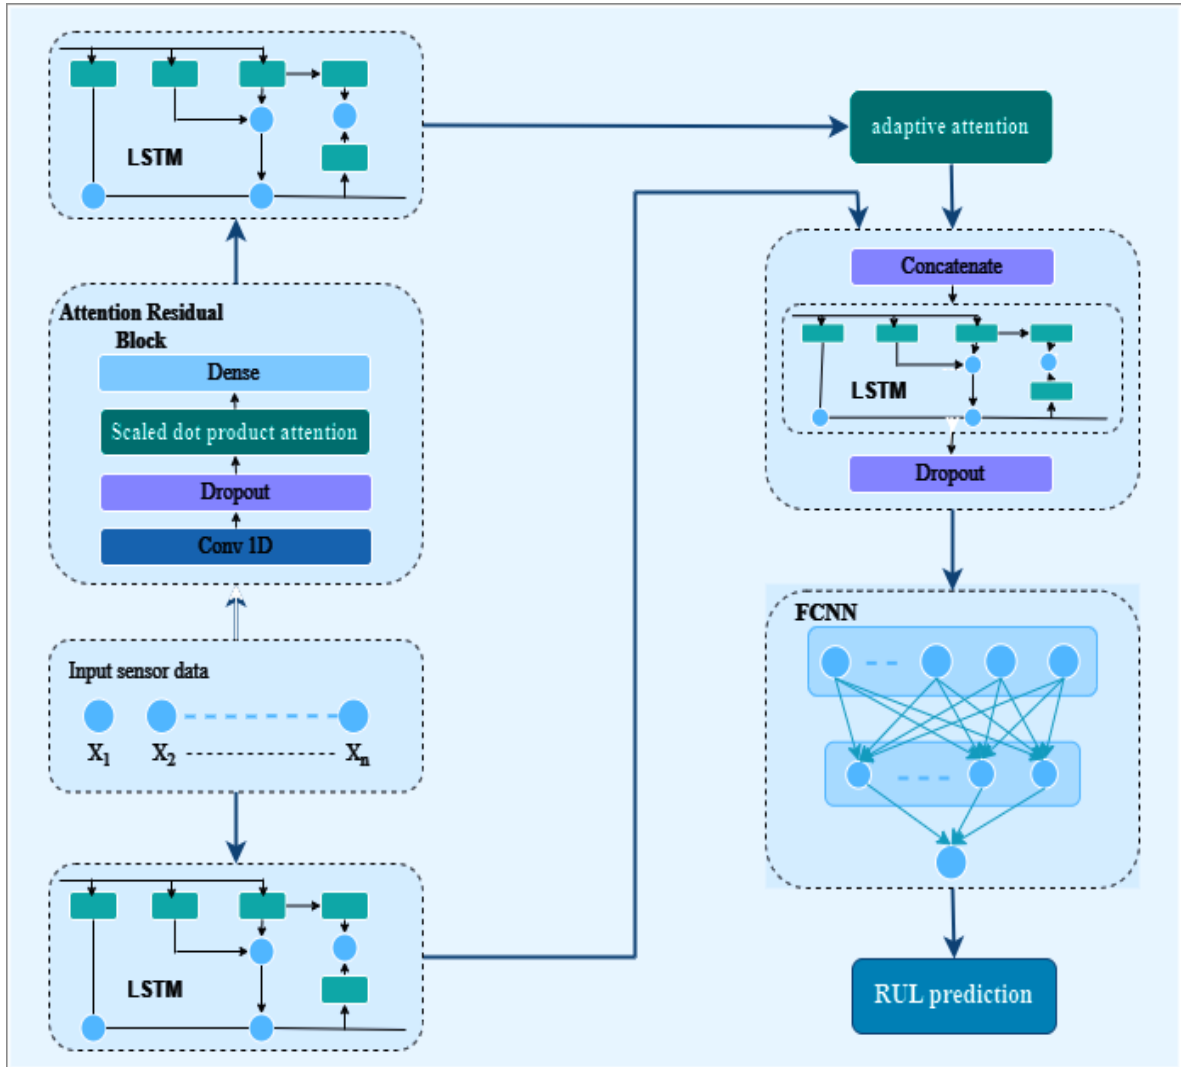 LSTM
adaptive attention
Attention Residual
Block
Dense
Scaled dot product attention
Dropout
Conv 1D
Input sensor data
X₁ X₂ Xₙ
LSTM
Concatenate
LSTM
Dropout
FCNN
RUL prediction